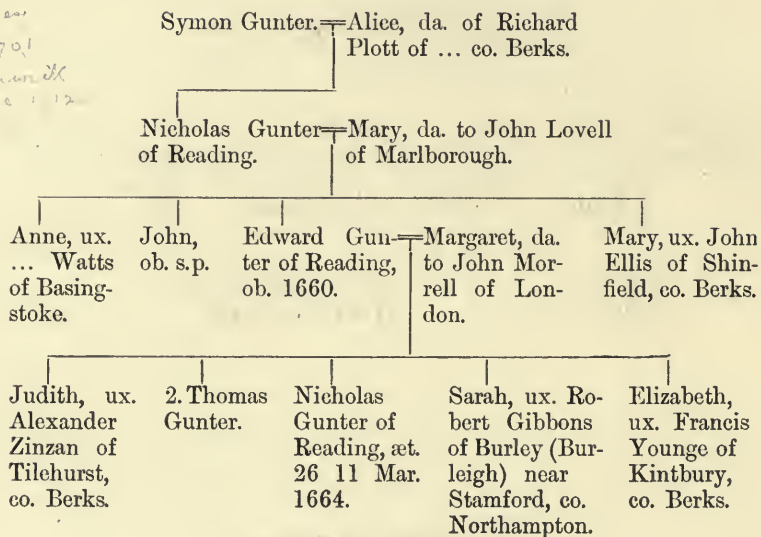 Symon Gunter.
Alice, da. of Richard
Plott of ... co. Berks.
Nicholas Gunter
of Reading.
Mary, da. to John Lovell
of Marlborough.
Anne, ux.
... Watts
of Basing-
stoke.
John,
ob. s.p.
Edward Gun-
ter of Reading,
ob. 1660.
Margaret, da.
to John Mor-
rell of Lon-
don.
Mary, ux. John
Ellis of Shin-
field, co. Berks.
Judith, ux.
Alexander
Zinzan of
Tilehurst,
co. Berks.
2. Thomas
Gunter.
Nicholas
Gunter of
Reading, æt.
26 11 Mar.
1664.
Sarah, ux. Ro-
bert Gibbons
of Burley (Bur-
leigh) near
Stamford, co.
Northampton.
Elizabeth,
ux. Francis
Younge of
Kintbury,
co. Berks.